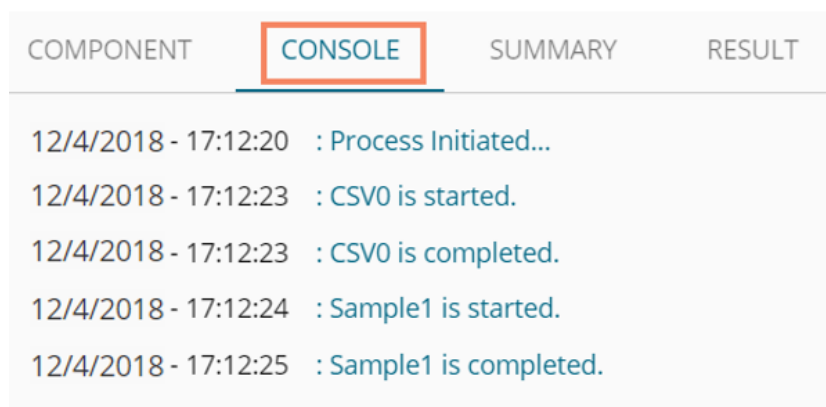 COMPONENT CONSOLE SUMMARY RESULT
12/4/2018 - 17:12:20 : Process Initiated...
12/4/2018 - 17:12:23 : CSV0 is started.
12/4/2018 - 17:12:23 : CSV0 is completed.
12/4/2018 - 17:12:24 : Sample1 is started.
12/4/2018 - 17:12:25 : Sample1 is completed.